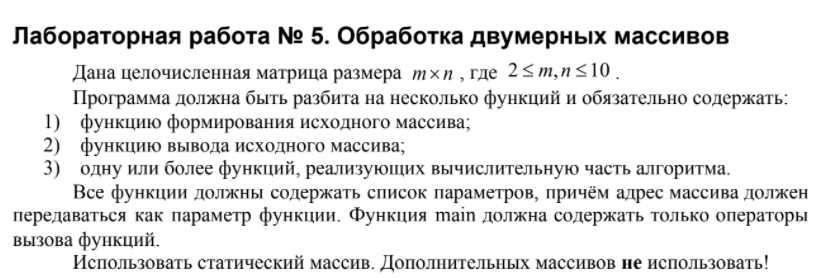 Лабораторная работа № 5. Обработка двумерных массивов
Дана целочисленная матрица размера m×n , где 2 ≤ m, n ≤ 10 .
Программа должна быть разбита на несколько функций и обязательно содержать:
1) функцию формирования исходного массива;
2) функцию вывода исходного массива;
3) одну или более функций, реализующих вычислительную часть алгоритма.
Все функции должны содержать список параметров, причём адрес массива должен
передаваться как параметр функции. Функция main должна содержать только операторы
вызова функций.
Использовать статический массив. Дополнительных массивов не использовать!